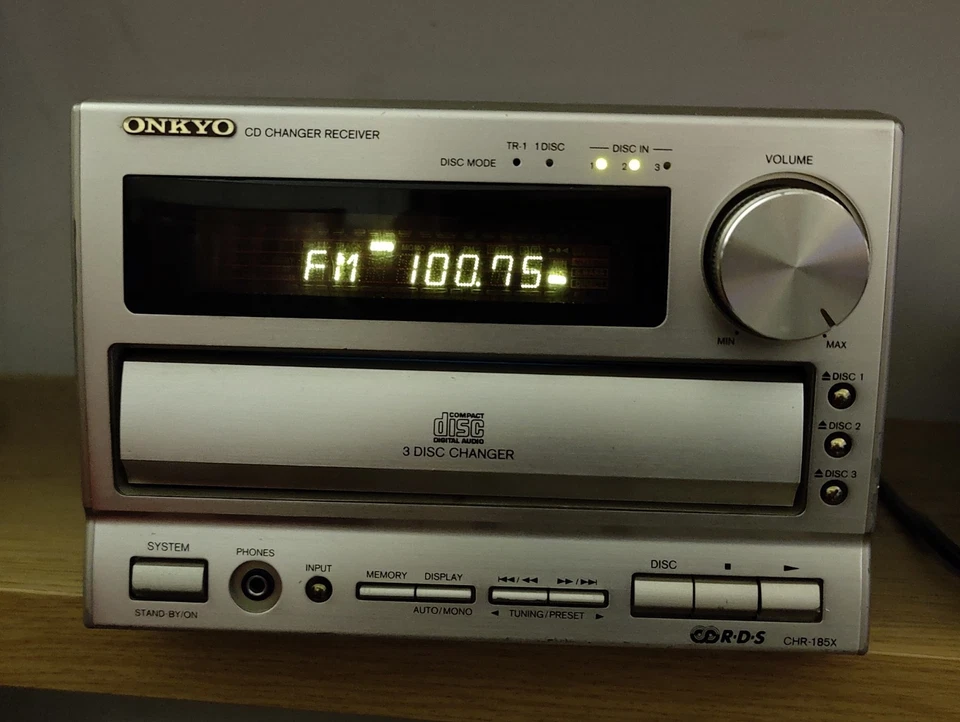 ONKYO CD CHANGER RECEIVER
TR-1 1 DISC
DISC IN
DISC MODE
1 2 3
VOLUME
FM 100.75
MIN MAX
DISC 1
DISC 2
DISC 3
COMPACT
disc
DIGITAL AUDIO
3 DISC CHANGER
SYSTEM
STAND-BY/ON
PHONES
INPUT
MEMORY DISPLAY
AUTO/MONO
TUNING/PRESET
DISC
R·D·S
CHR-185X